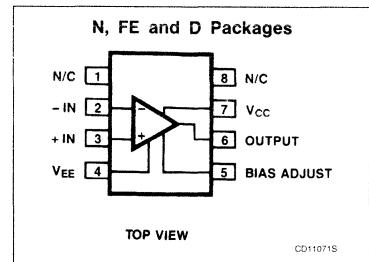 N, FE and D Packages
N/C 1
8 N/C
– IN 2
7 VCC
+ IN 3
6 OUTPUT
VEE 4
5 BIAS ADJUST
–
+
TOP VIEW
CD11071S